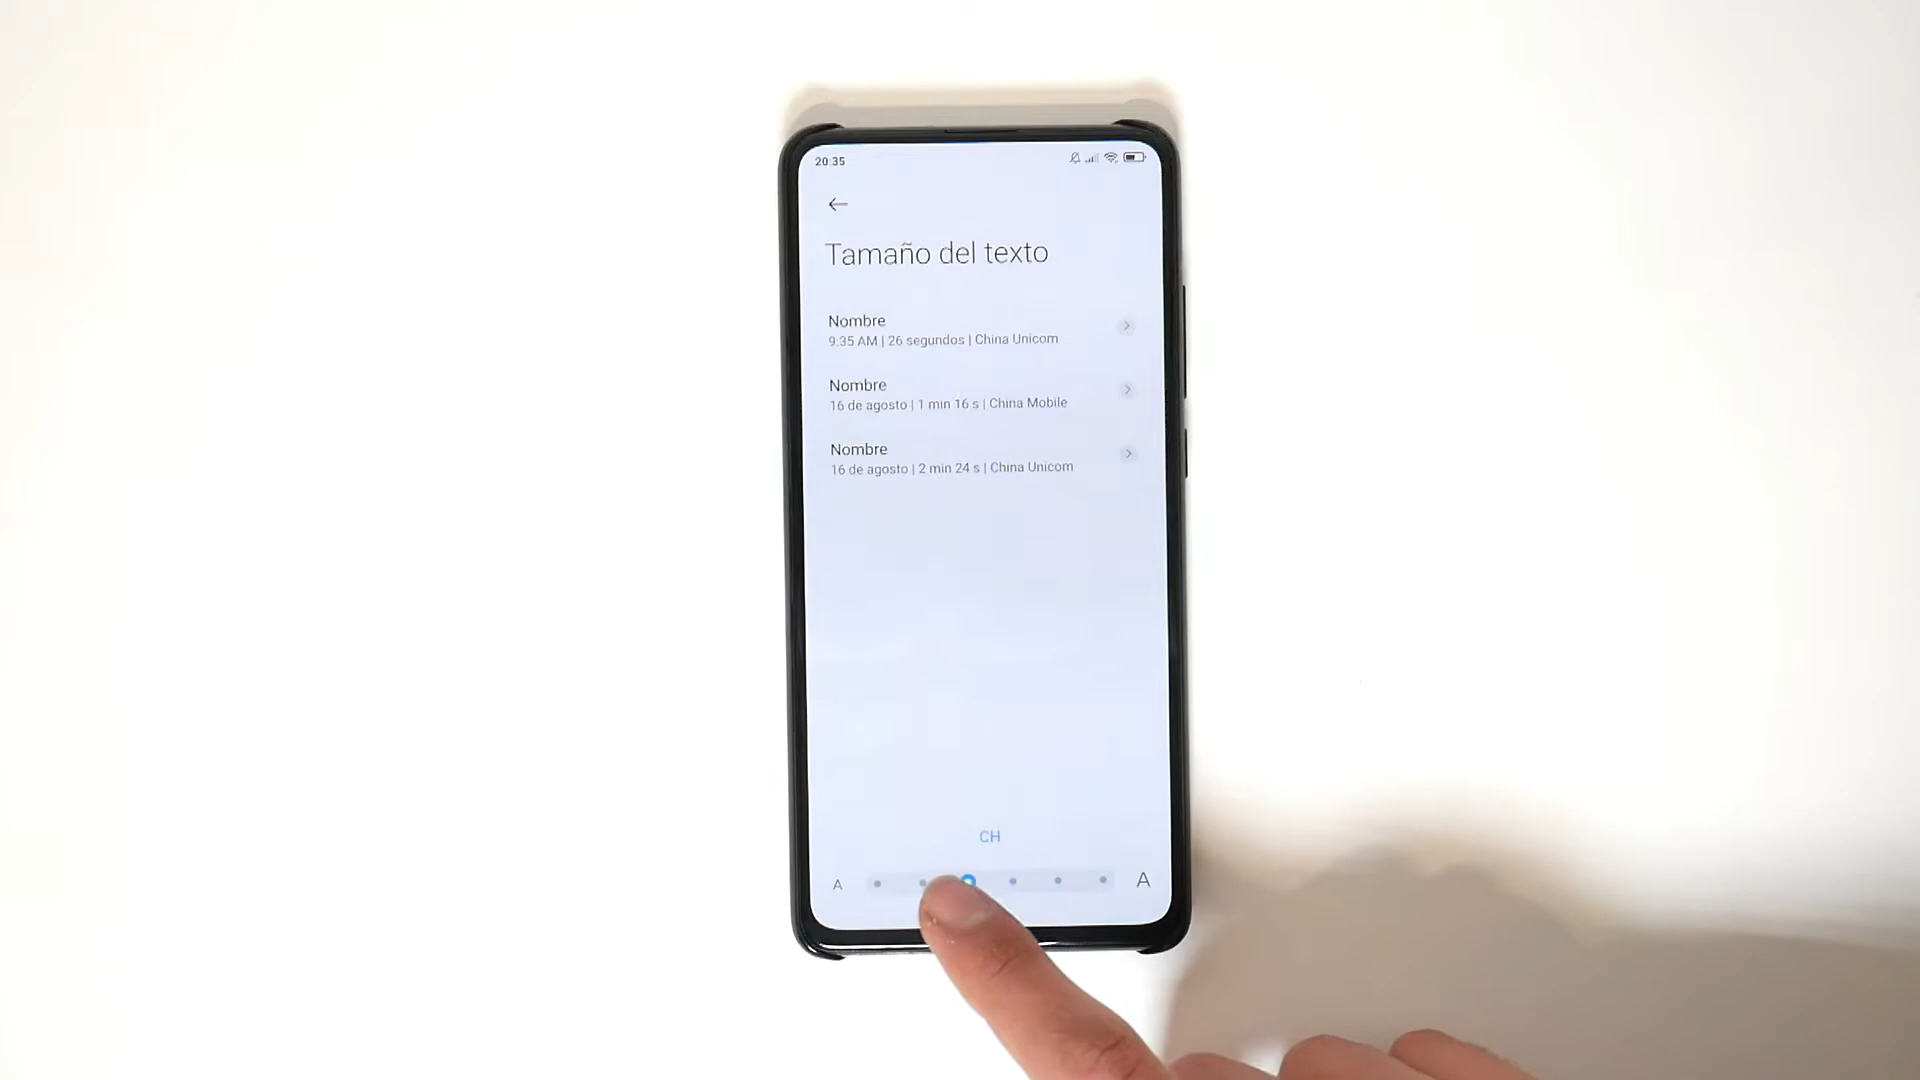 20:35
Tamaño del texto
Nombre
9:35 AM | 26 segundos | China Unicom
Nombre
16 de agosto | 1 min 16 s | China Mobile
Nombre
16 de agosto | 2 min 24 s | China Unicom
CH
A A